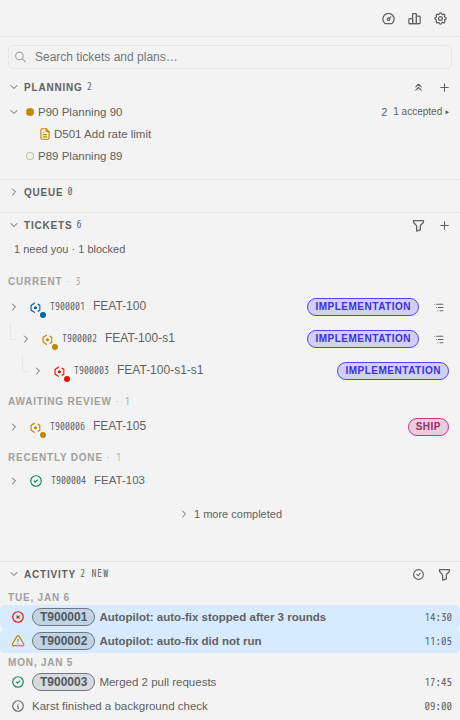 Search tickets and plans…
PLANNING 2
P90 Planning 90 2 1 accepted
D501 Add rate limit
P89 Planning 89
QUEUE 0
TICKETS 6
1 need you · 1 blocked
CURRENT · 3
T900001 FEAT-100 IMPLEMENTATION
T900002 FEAT-100-s1 IMPLEMENTATION
T900003 FEAT-100-s1-s1 IMPLEMENTATION
AWAITING REVIEW · 1
T900006 FEAT-105 SHIP
RECENTLY DONE · 1
T900004 FEAT-103
1 more completed
ACTIVITY 2 NEW
TUE, JAN 6
T900001 Autopilot: auto-fix stopped after 3 rounds 14:30
T900002 Autopilot: auto-fix did not run 11:05
MON, JAN 5
T900003 Merged 2 pull requests 17:45
Karst finished a background check 09:00